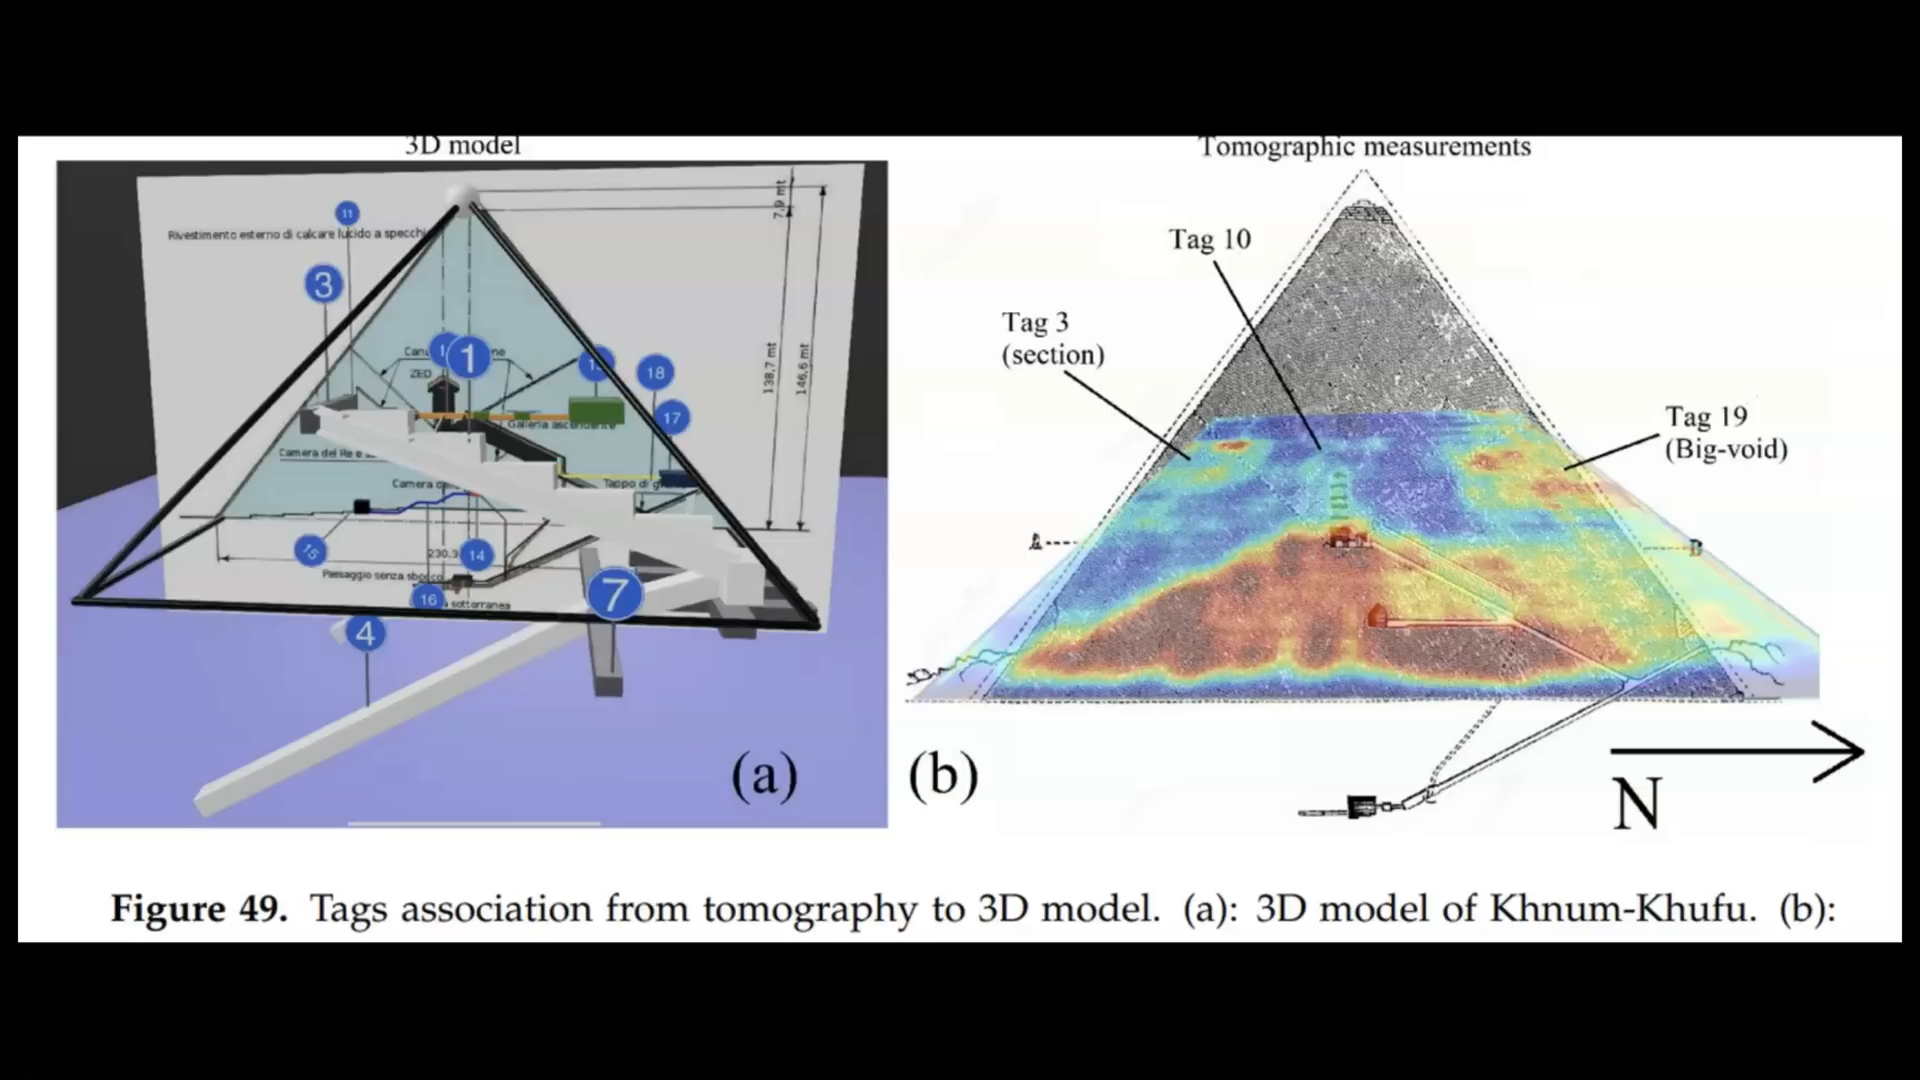 3D model
Tomographic measurements
11
Rivestimento esterno di calcare lucido a specchi
7,9 mt
3
1
ZED
18
17
138,7 mt
146,6 mt
Galleria ascendente
Camera del Re e
Camera de
Tappo di
15
230,3
14
Passaggio senza sbocco
16
a sotterranea
7
4
(a)
Tag 10
Tag 3
(section)
Tag 19
(Big-void)
A
B
(b)
N
Figure 49. Tags association from tomography to 3D model. (a): 3D model of Khnum-Khufu. (b):